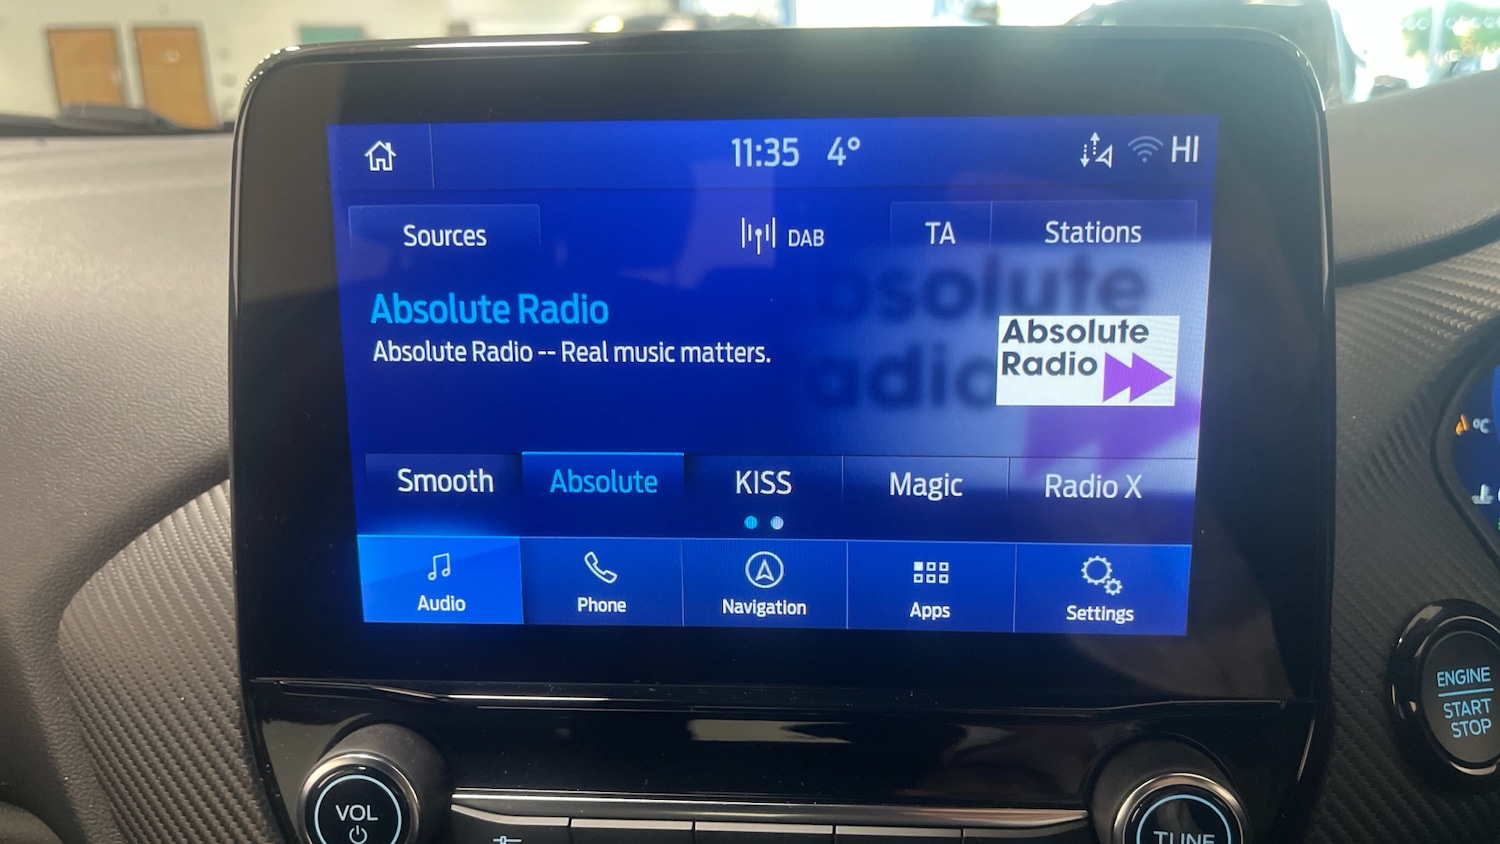 11:35 4° HI
Sources DAB TA Stations
Absolute Radio
Absolute Radio -- Real music matters.
Absolute
Radio
Smooth Absolute KISS Magic Radio X
Audio Phone Navigation Apps Settings
°C
ENGINE
START
STOP
VOL
TUNE